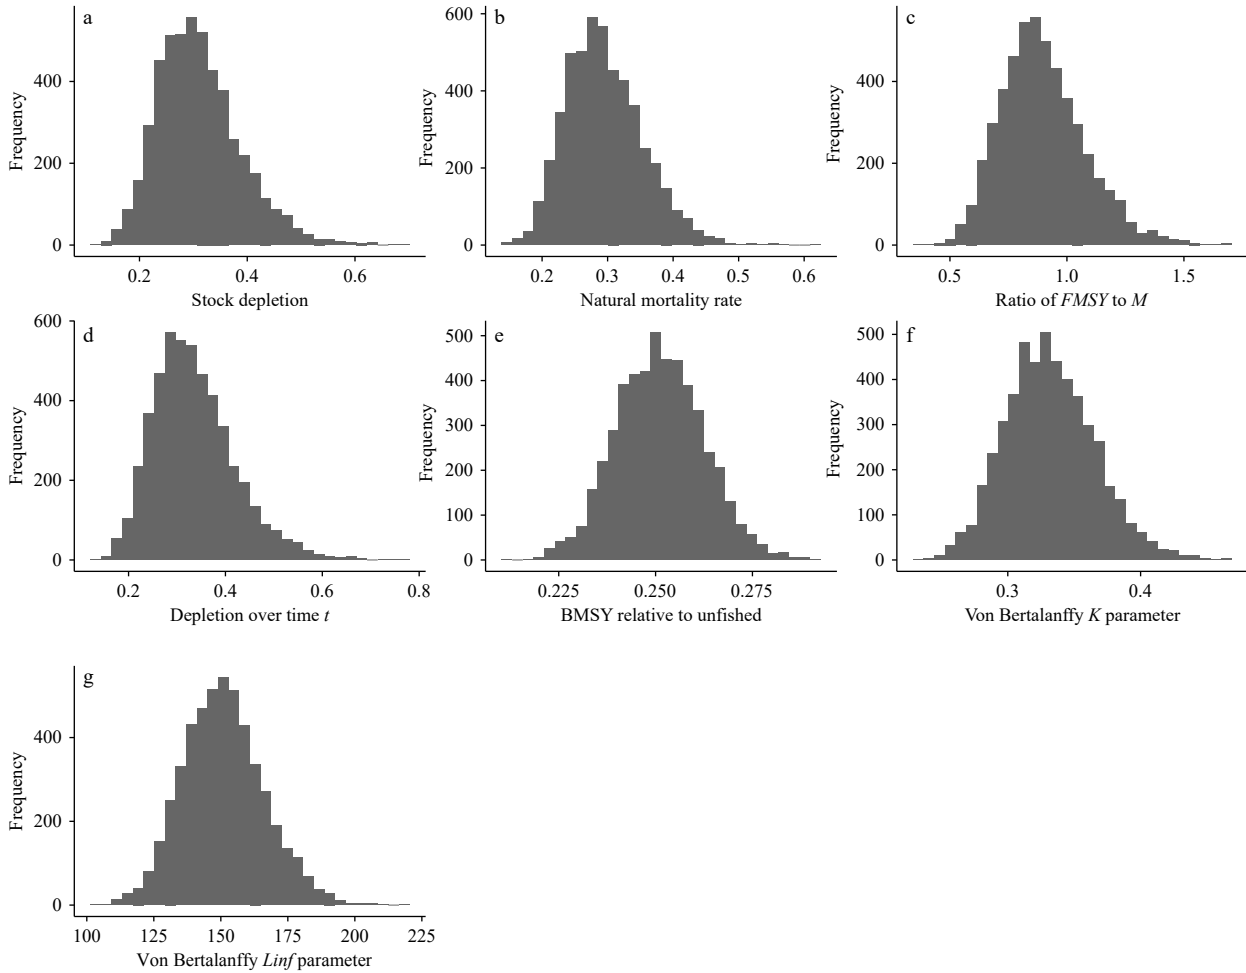 a
Frequency
400
200
0
0.2
0.4
0.6
Stock depletion
b
Frequency
600
400
200
0
0.2
0.3
0.4
0.5
0.6
Natural mortality rate
c
Frequency
400
200
0
0.5
1.0
1.5
Ratio of FMSY to M
d
Frequency
600
400
200
0
0.2
0.4
0.6
0.8
Depletion over time t
e
Frequency
500
400
300
200
100
0
0.225
0.250
0.275
BMSY relative to unfished
f
Frequency
500
400
300
200
100
0
0.3
0.4
Von Bertalanffy K parameter
g
Frequency
400
200
0
100
125
150
175
200
225
Von Bertalanffy Linf parameter